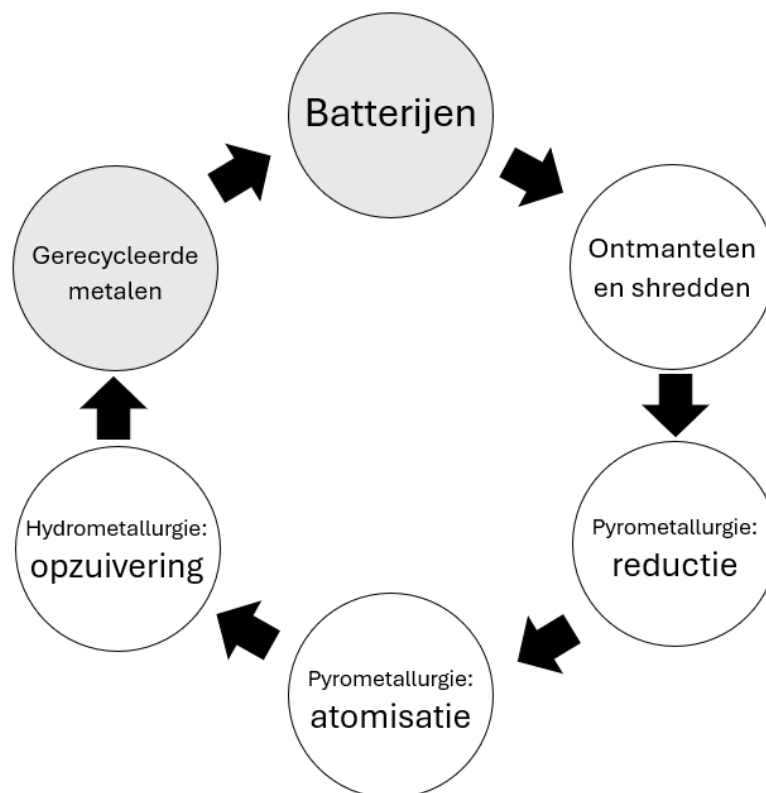 Batterijen
Ontmantelen
en shredden
Pyrometallurgie:
reductie
Pyrometallurgie:
atomisatie
Hydrometallurgie:
opzuivering
Gerecycleerde
metalen